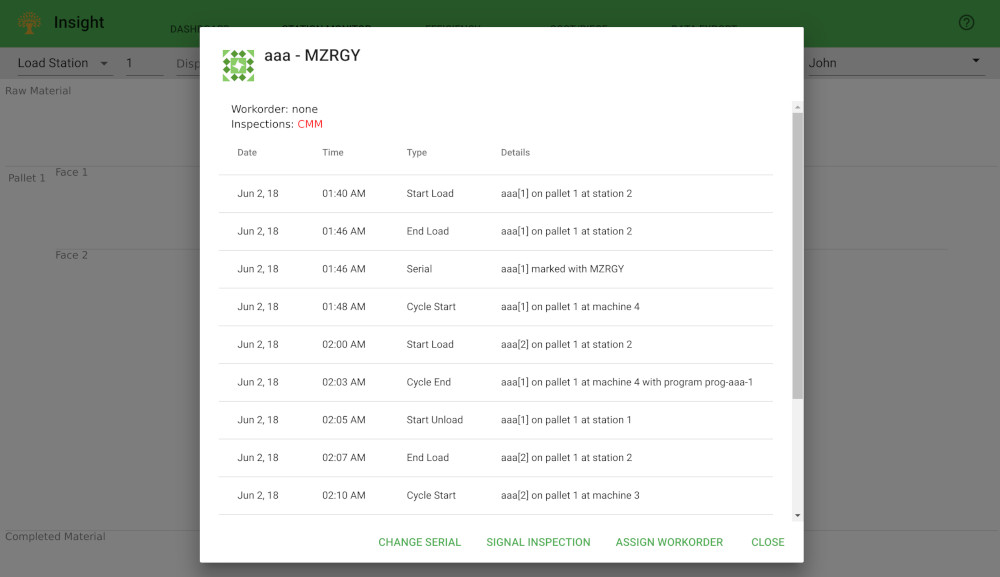 Insight
aaa - MZRGY
Load Station 1 Disp John
Raw Material
Workorder: none
Inspections: CMM
Date Time Type Details
Pallet 1 Face 1
Jun 2, 18 01:40 AM Start Load aaa[1] on pallet 1 at station 2
Jun 2, 18 01:46 AM End Load aaa[1] on pallet 1 at station 2
Face 2
Jun 2, 18 01:46 AM Serial aaa[1] marked with MZRGY
Jun 2, 18 01:48 AM Cycle Start aaa[1] on pallet 1 at machine 4
Jun 2, 18 02:00 AM Start Load aaa[2] on pallet 1 at station 2
Jun 2, 18 02:03 AM Cycle End aaa[1] on pallet 1 at machine 4 with program prog-aaa-1
Jun 2, 18 02:05 AM Start Unload aaa[1] on pallet 1 at station 1
Jun 2, 18 02:07 AM End Load aaa[2] on pallet 1 at station 2
Jun 2, 18 02:10 AM Cycle Start aaa[2] on pallet 1 at machine 3
Completed Material
CHANGE SERIAL SIGNAL INSPECTION ASSIGN WORKORDER CLOSE